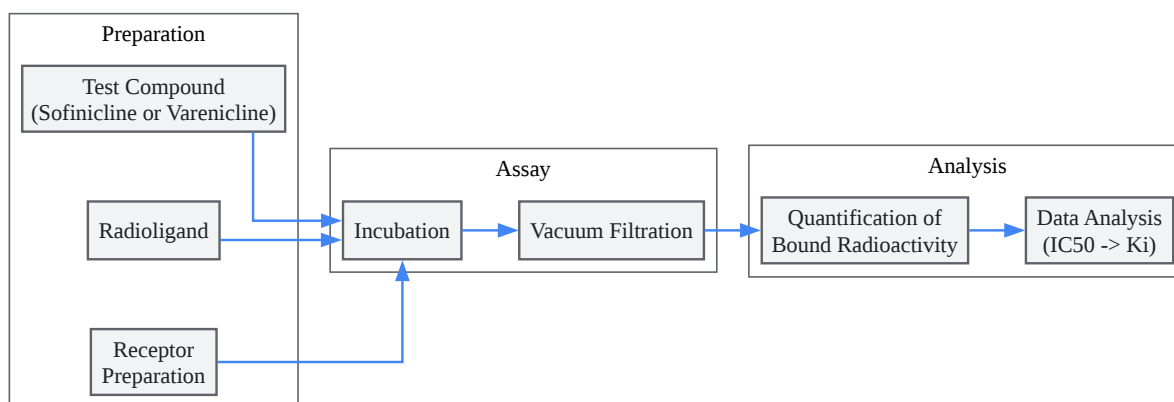 Preparation
Test Compound
(Sofinicline or Varenicline)
Radioligand
Receptor
Preparation
Assay
Incubation
Vacuum Filtration
Analysis
Quantification of
Bound Radioactivity
Data Analysis
(IC50 -> Ki)